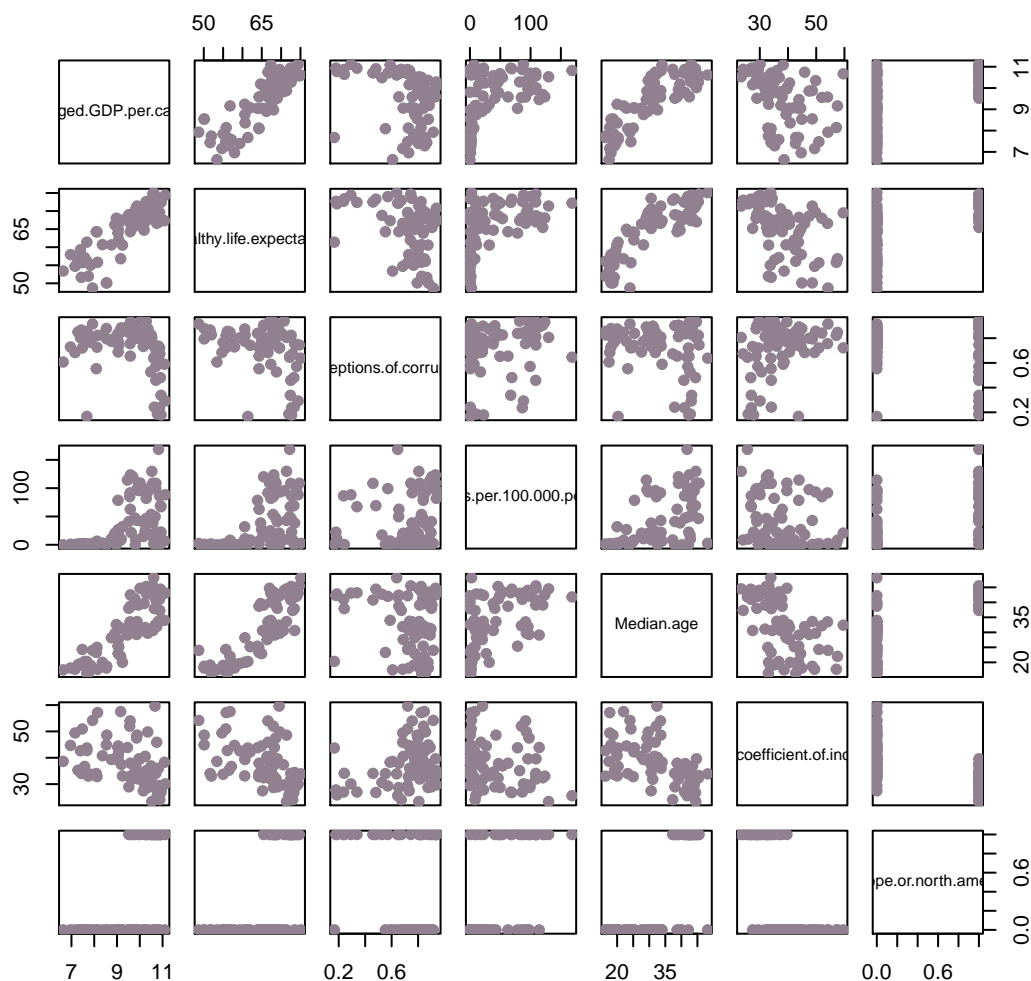 50 65 0 100 30 50
ged.GDP.per.ca
7 9 11
lthy.life.expecta
50 65
eptions.of.corru
0.2 0.6
s.per.100.000.pe
0 100
Median.age
20 35
coefficient.of.inc
30 50
ope.or.north.ame
0.0 0.6
7 9 11 0.2 0.6 20 35 0.0 0.6